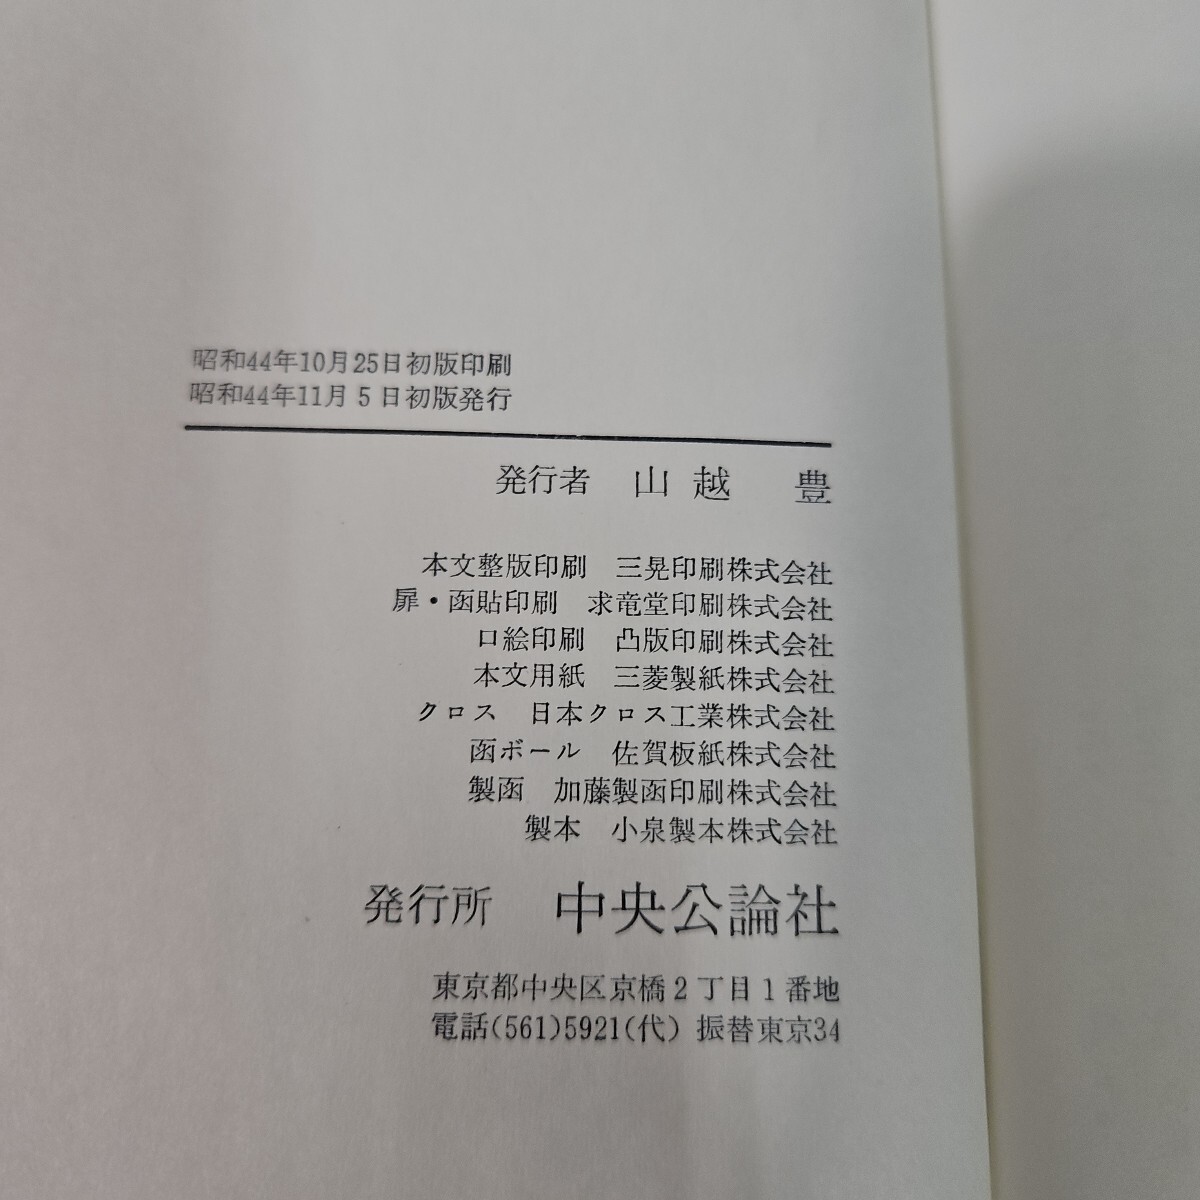 昭和44年10月25日初版印刷
昭和44年11月5日初版発行
発行者 山越 豊
本文整版印刷 三晃印刷株式会社
扉・函貼印刷 求竜堂印刷株式会社
口絵印刷 凸版印刷株式会社
本文用紙 三菱製紙株式会社
クロス 日本クロス工業株式会社
函ボール 佐賀板紙株式会社
製函 加藤製函印刷株式会社
製本 小泉製本株式会社
発行所 中央公論社
東京都中央区京橋2丁目1番地
電話(561)5921(代) 振替東京34